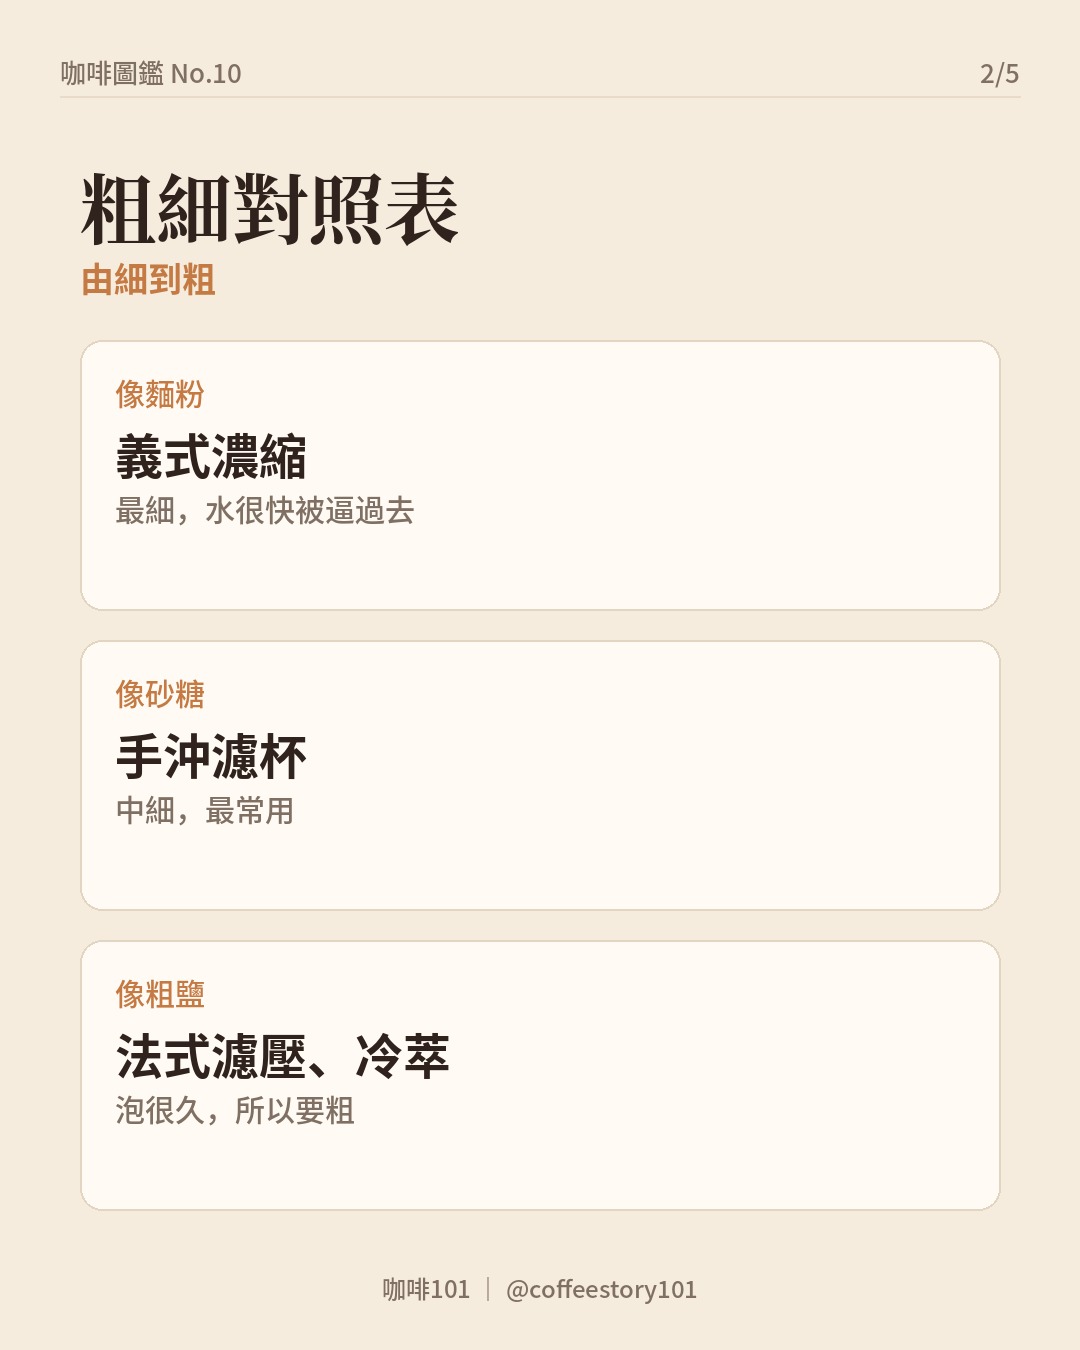 咖啡圖鑑 No.10
2/5
粗細對照表
由細到粗
像麵粉
義式濃縮
最細，水很快被逼過去
像砂糖
手沖濾杯
中細，最常用
像粗鹽
法式濾壓、冷萃
泡很久，所以要粗
咖啡101｜@coffeestory101